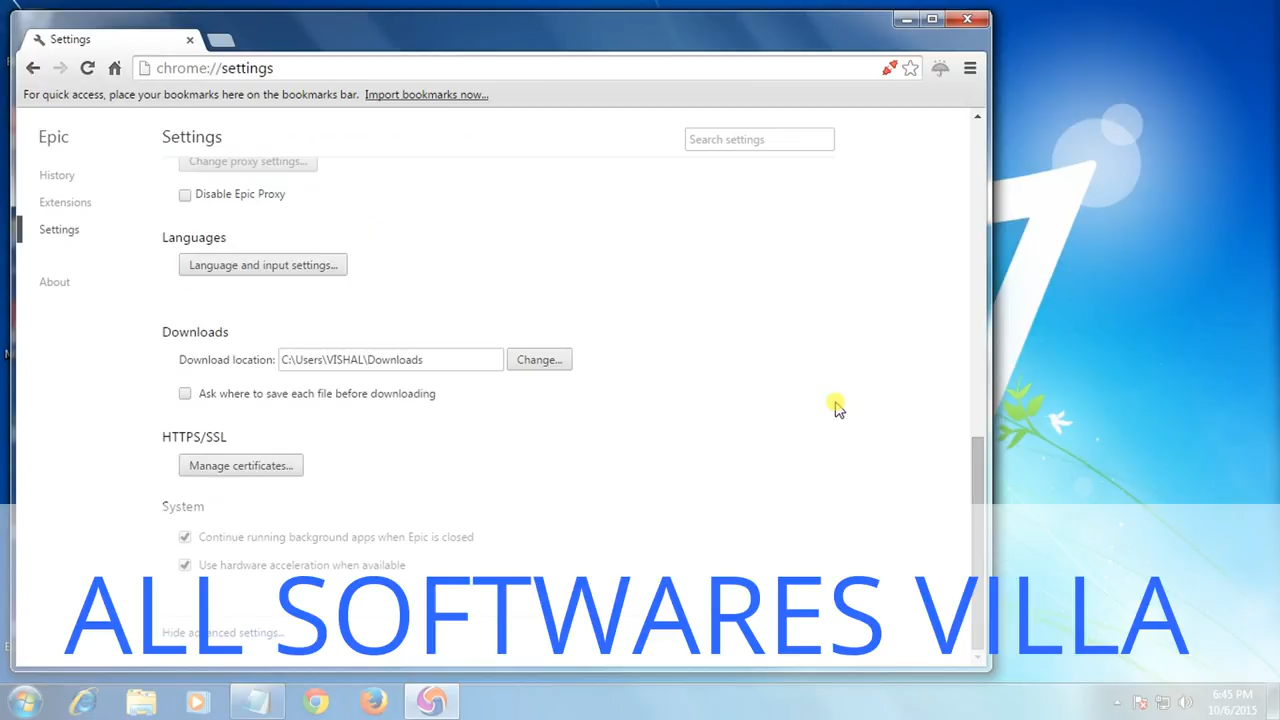 Settings
chrome://settings
For quick access, place your bookmarks here on the bookmarks bar. Import bookmarks now...
Epic
Settings
Search settings
History
Extensions
Settings
About
Change proxy settings...
Disable Epic Proxy
Languages
Language and input settings...
Downloads
Download location: C:\Users\VISHAL\Downloads Change...
Ask where to save each file before downloading
HTTPS/SSL
Manage certificates...
System
Continue running background apps when Epic is closed
Use hardware acceleration when available
Hide advanced settings...
ALL SOFTWARES VILLA
6:45 PM
10/6/2015